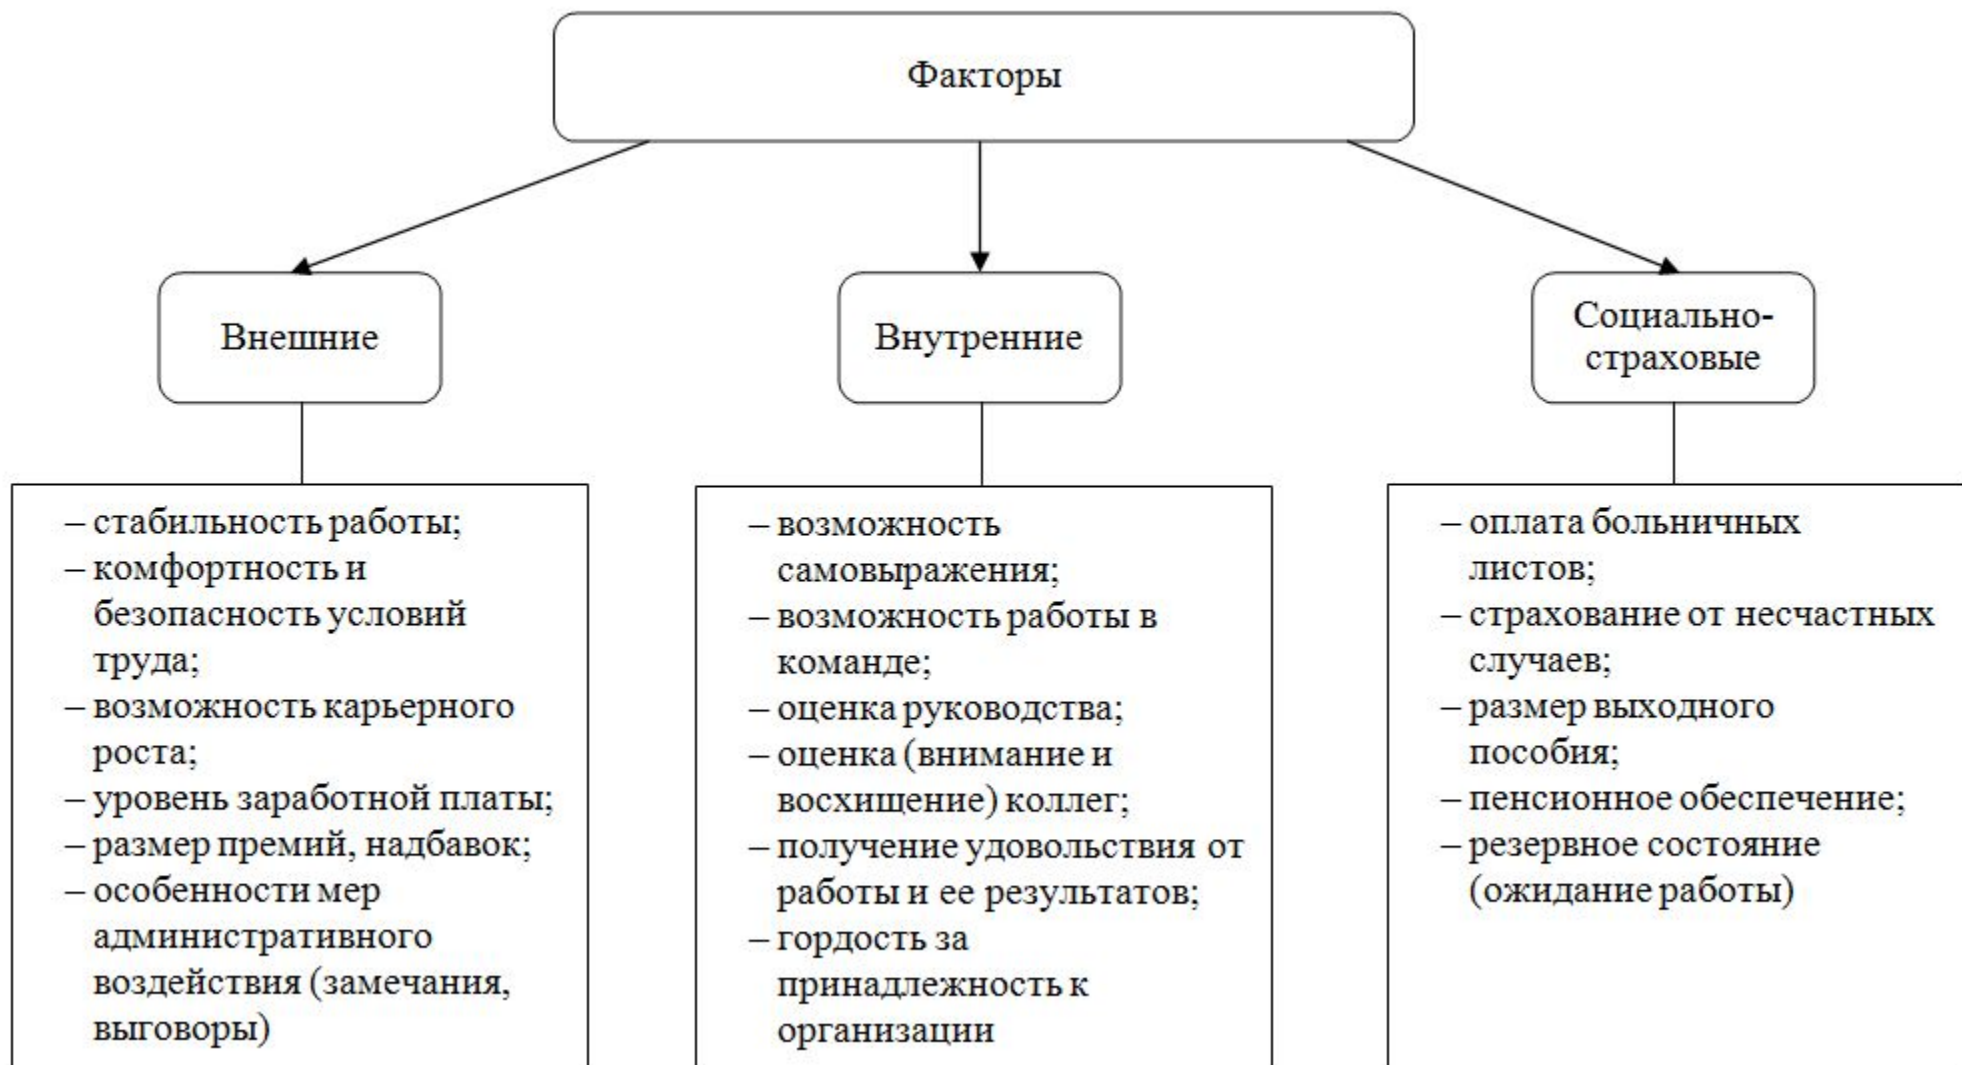 Факторы
Внешние
Внутренние
Социально-
страховые
– стабильность работы;
– комфортность и
безопасность условий
труда;
– возможность карьерного
роста;
– уровень заработной платы;
– размер премий, надбавок;
– особенности мер
административного
воздействия (замечания,
выговоры)
– возможность
самовыражения;
– возможность работы в
команде;
– оценка руководства;
– оценка (внимание и
восхищение) коллег;
– получение удовольствия от
работы и ее результатов;
– гордость за
принадлежность к
организации
– оплата больничных
листов;
– страхование от несчастных
случаев;
– размер выходного
пособия;
– пенсионное обеспечение;
– резервное состояние
(ожидание работы)